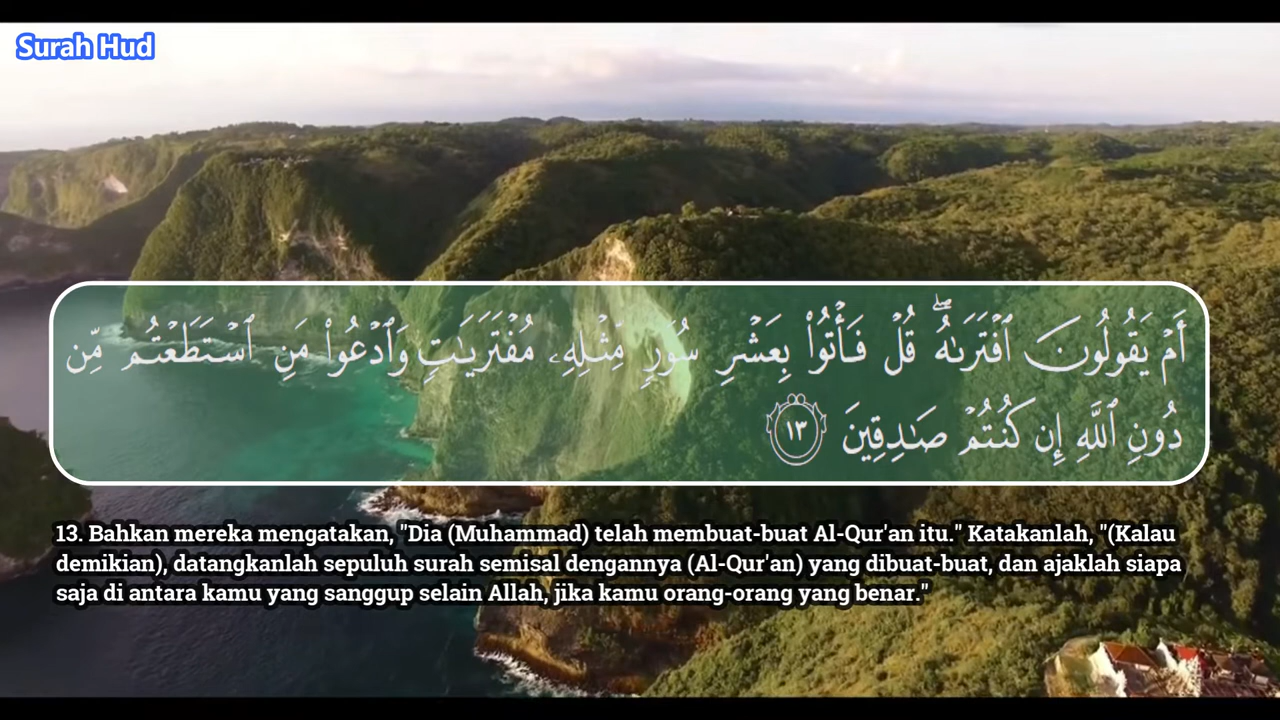 Surah Hud
أَمْ يَقُولُونَ ٱفْتَرَىٰهُ ۖ قُلْ فَأْتُوا۟ بِعَشْرِ سُوَرٍ مِّثْلِهِۦ مُفْتَرَيَـٰتٍ وَٱدْعُوا۟ مَنِ ٱسْتَطَعْتُم مِّن
دُونِ ٱللَّهِ إِن كُنتُمْ صَـٰدِقِينَ ١٣
13. Bahkan mereka mengatakan, "Dia (Muhammad) telah membuat-buat Al-Qur'an itu." Katakanlah, "(Kalau
demikian), datangkanlah sepuluh surah semisal dengannya (Al-Qur'an) yang dibuat-buat, dan ajaklah siapa
saja di antara kamu yang sanggup selain Allah, jika kamu orang-orang yang benar."